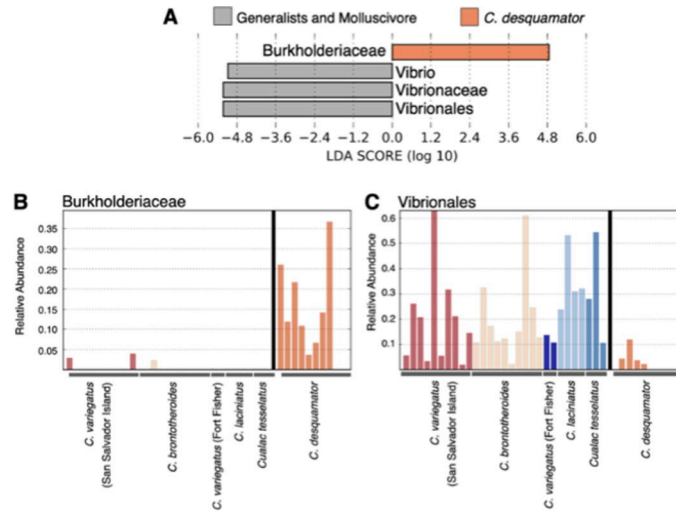 A
Generalists and Molluscivore
C. desquamator
Burkholderiaceae
Vibrio
Vibrionaceae
Vibrionales
−6.0 −4.8 −3.6 −2.4 −1.2 0.0 1.2 2.4 3.6 4.8 6.0
LDA SCORE (log 10)
B
Burkholderiaceae
Relative Abundance
0.35
0.30
0.25
0.20
0.15
0.10
0.05
C. variegatus
(San Salvador Island)
C. brontotheroides
C. variegatus (Fort Fisher)
C. laciniatus
Cualac tesselatus
C. desquamator
C
Vibrionales
Relative Abundance
0.6
0.5
0.4
0.3
0.2
0.1
C. variegatus
(San Salvador Island)
C. brontotheroides
C. variegatus (Fort Fisher)
C. laciniatus
Cualac tesselatus
C. desquamator